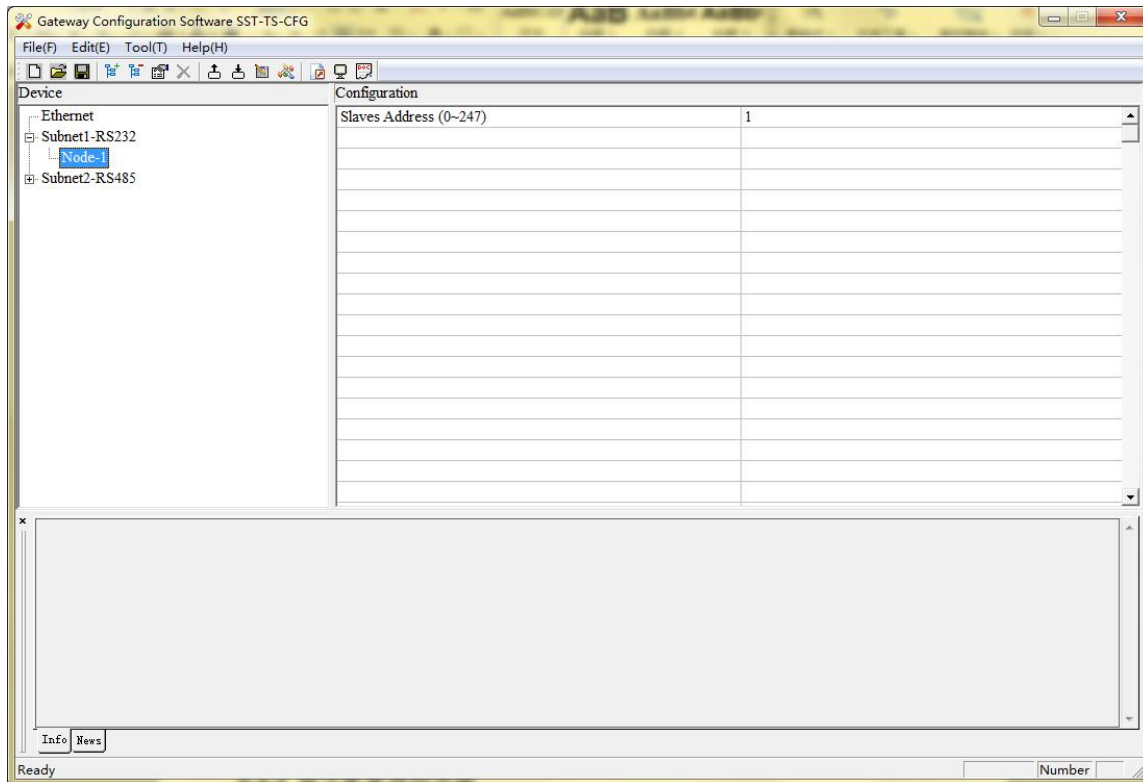 Gateway Configuration Software SST-TS-CFG
File(F) Edit(E) Tool(T) Help(H)
Device
Configuration
Ethernet
Slaves Address (0~247) 1
Subnet1-RS232
Node-1
Subnet2-RS485
Info News
Ready Number